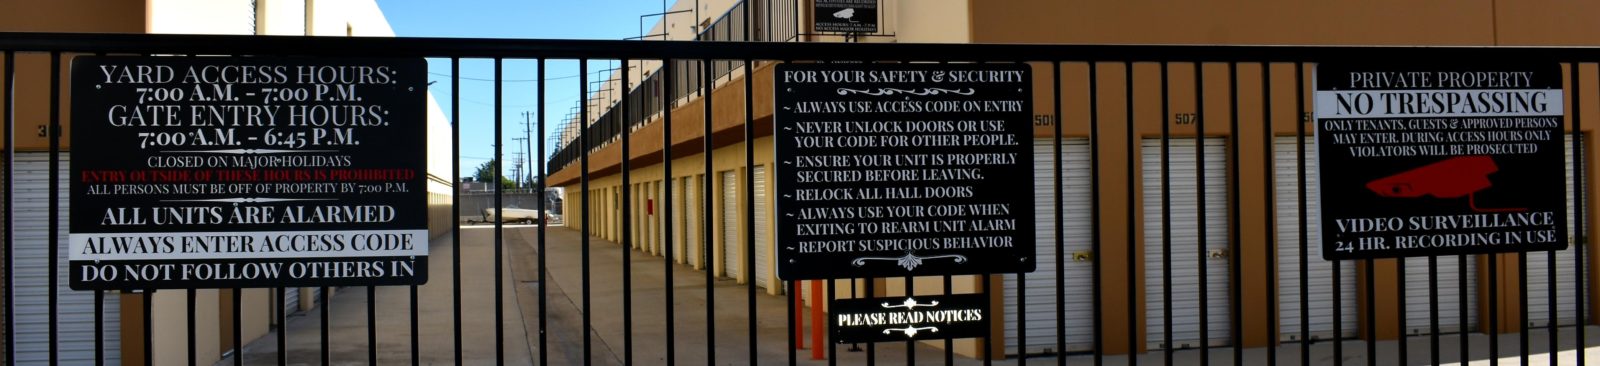 YARD ACCESS HOURS:
7:00 A.M. - 7:00 P.M.
GATE ENTRY HOURS:
7:00 A.M. - 6:45 P.M.
CLOSED ON MAJOR HOLIDAYS
ENTRY OUTSIDE OF THESE HOURS IS PROHIBITED
ALL PERSONS MUST BE OFF OF PROPERTY BY 7:00 P.M.
ALL UNITS ARE ALARMED
ALWAYS ENTER ACCESS CODE
DO NOT FOLLOW OTHERS IN
FOR YOUR SAFETY & SECURITY
~ ALWAYS USE ACCESS CODE ON ENTRY
~ NEVER UNLOCK DOORS OR USE
YOUR CODE FOR OTHER PEOPLE.
~ ENSURE YOUR UNIT IS PROPERLY
SECURED BEFORE LEAVING.
~ RELOCK ALL HALL DOORS
~ ALWAYS USE YOUR CODE WHEN
EXITING TO REARM UNIT ALARM
~ REPORT SUSPICIOUS BEHAVIOR
PLEASE READ NOTICES
507
PRIVATE PROPERTY
NO TRESPASSING
ONLY TENANTS, GUESTS & APPROVED PERSONS
MAY ENTER, DURING ACCESS HOURS ONLY
VIOLATORS WILL BE PROSECUTED
VIDEO SURVEILLANCE
24 HR. RECORDING IN USE